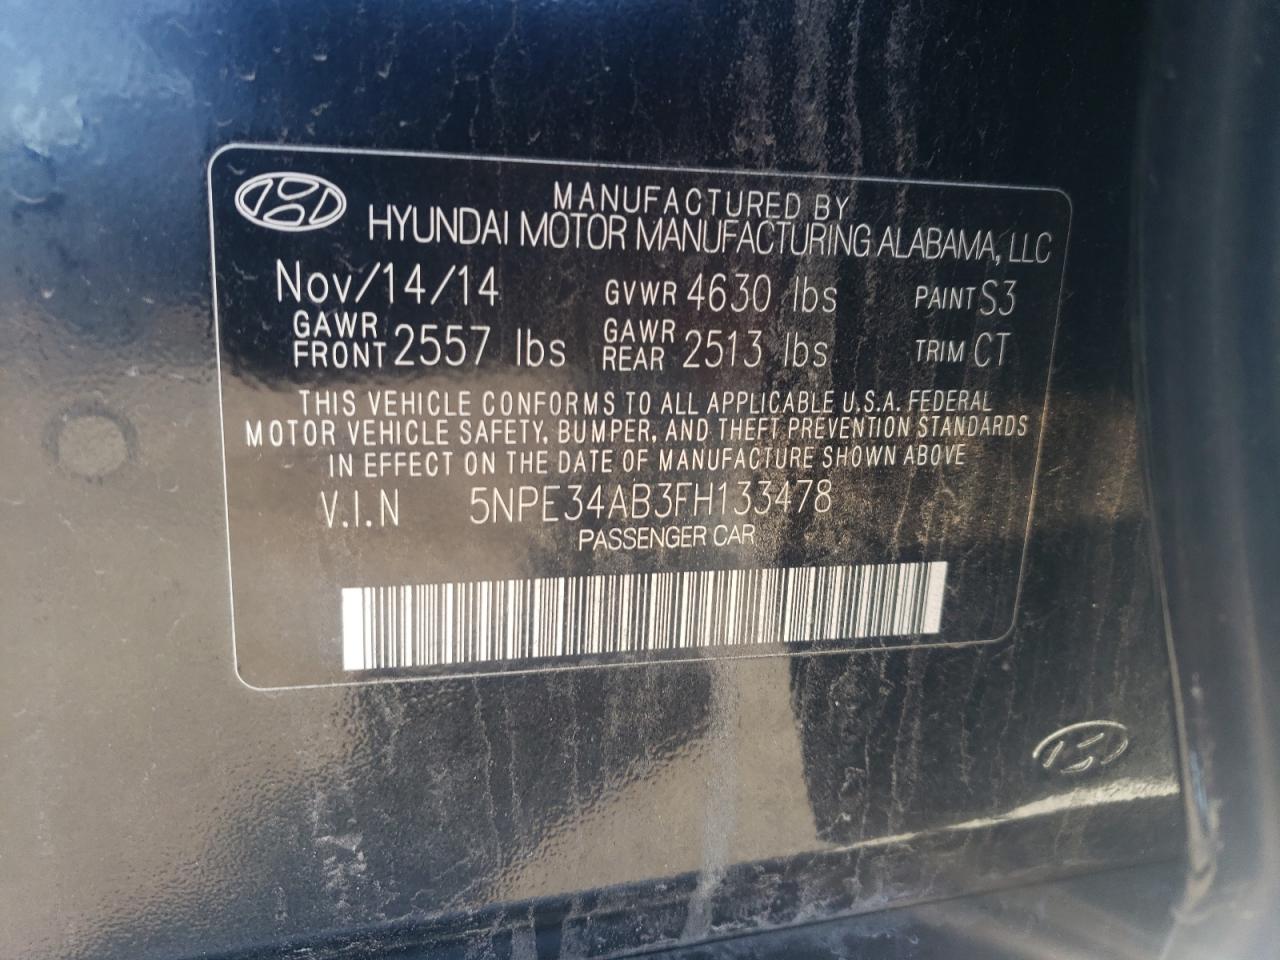 MANUFACTURED BY
HYUNDAI MOTOR MANUFACTURING ALABAMA, LLC
Nov/14/14 GVWR 4630 lbs PAINT S3
GAWR FRONT 2557 lbs GAWR REAR 2513 lbs TRIM CT
THIS VEHICLE CONFORMS TO ALL APPLICABLE U.S.A. FEDERAL
MOTOR VEHICLE SAFETY, BUMPER, AND THEFT PREVENTION STANDARDS
IN EFFECT ON THE DATE OF MANUFACTURE SHOWN ABOVE
V.I.N 5NPE34AB3FH133478
PASSENGER CAR